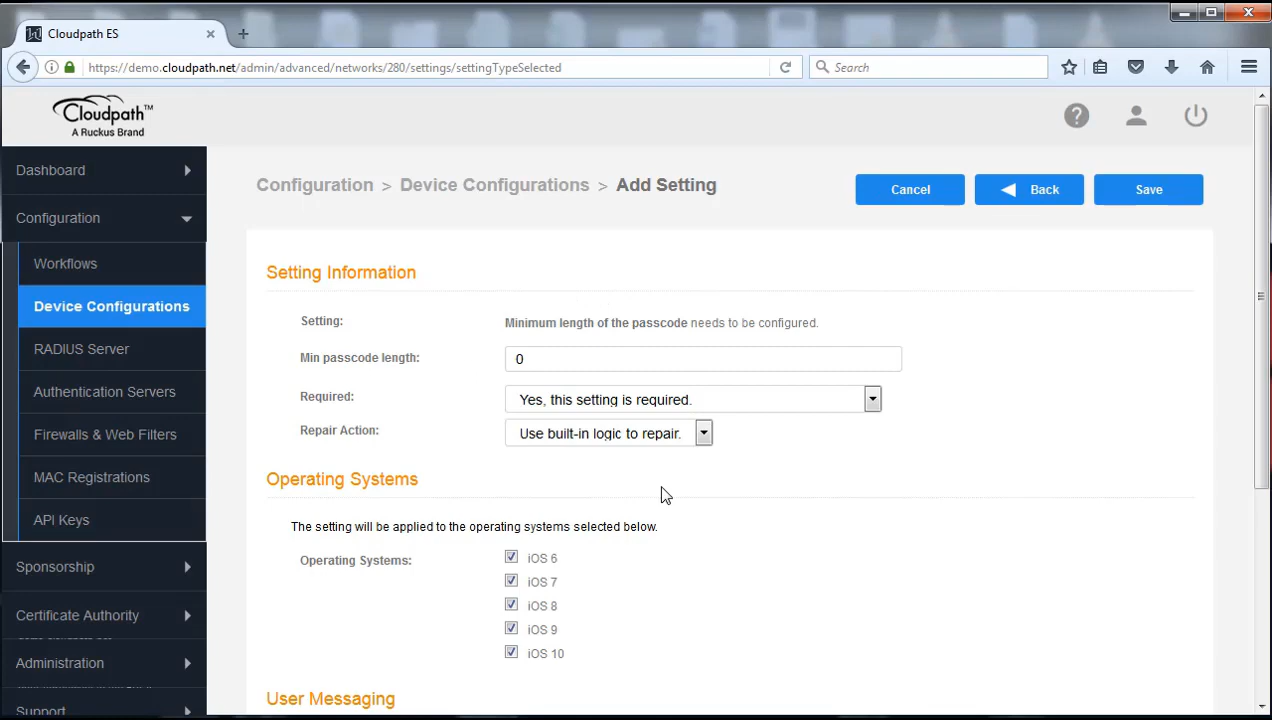 Cloudpath ES
https://demo.cloudpath.net/admin/advanced/networks/280/settings/settingTypeSelected
Search
Cloudpath™
A Ruckus Brand
Dashboard
Configuration
Workflows
Device Configurations
RADIUS Server
Authentication Servers
Firewalls & Web Filters
MAC Registrations
API Keys
Sponsorship
Certificate Authority
Administration
Support
Configuration > Device Configurations > Add Setting
Cancel
Back
Save
Setting Information
Setting: Minimum length of the passcode needs to be configured.
Min passcode length: 0
Required: Yes, this setting is required.
Repair Action: Use built-in logic to repair.
Operating Systems
The setting will be applied to the operating systems selected below.
Operating Systems: iOS 6
iOS 7
iOS 8
iOS 9
iOS 10
User Messaging